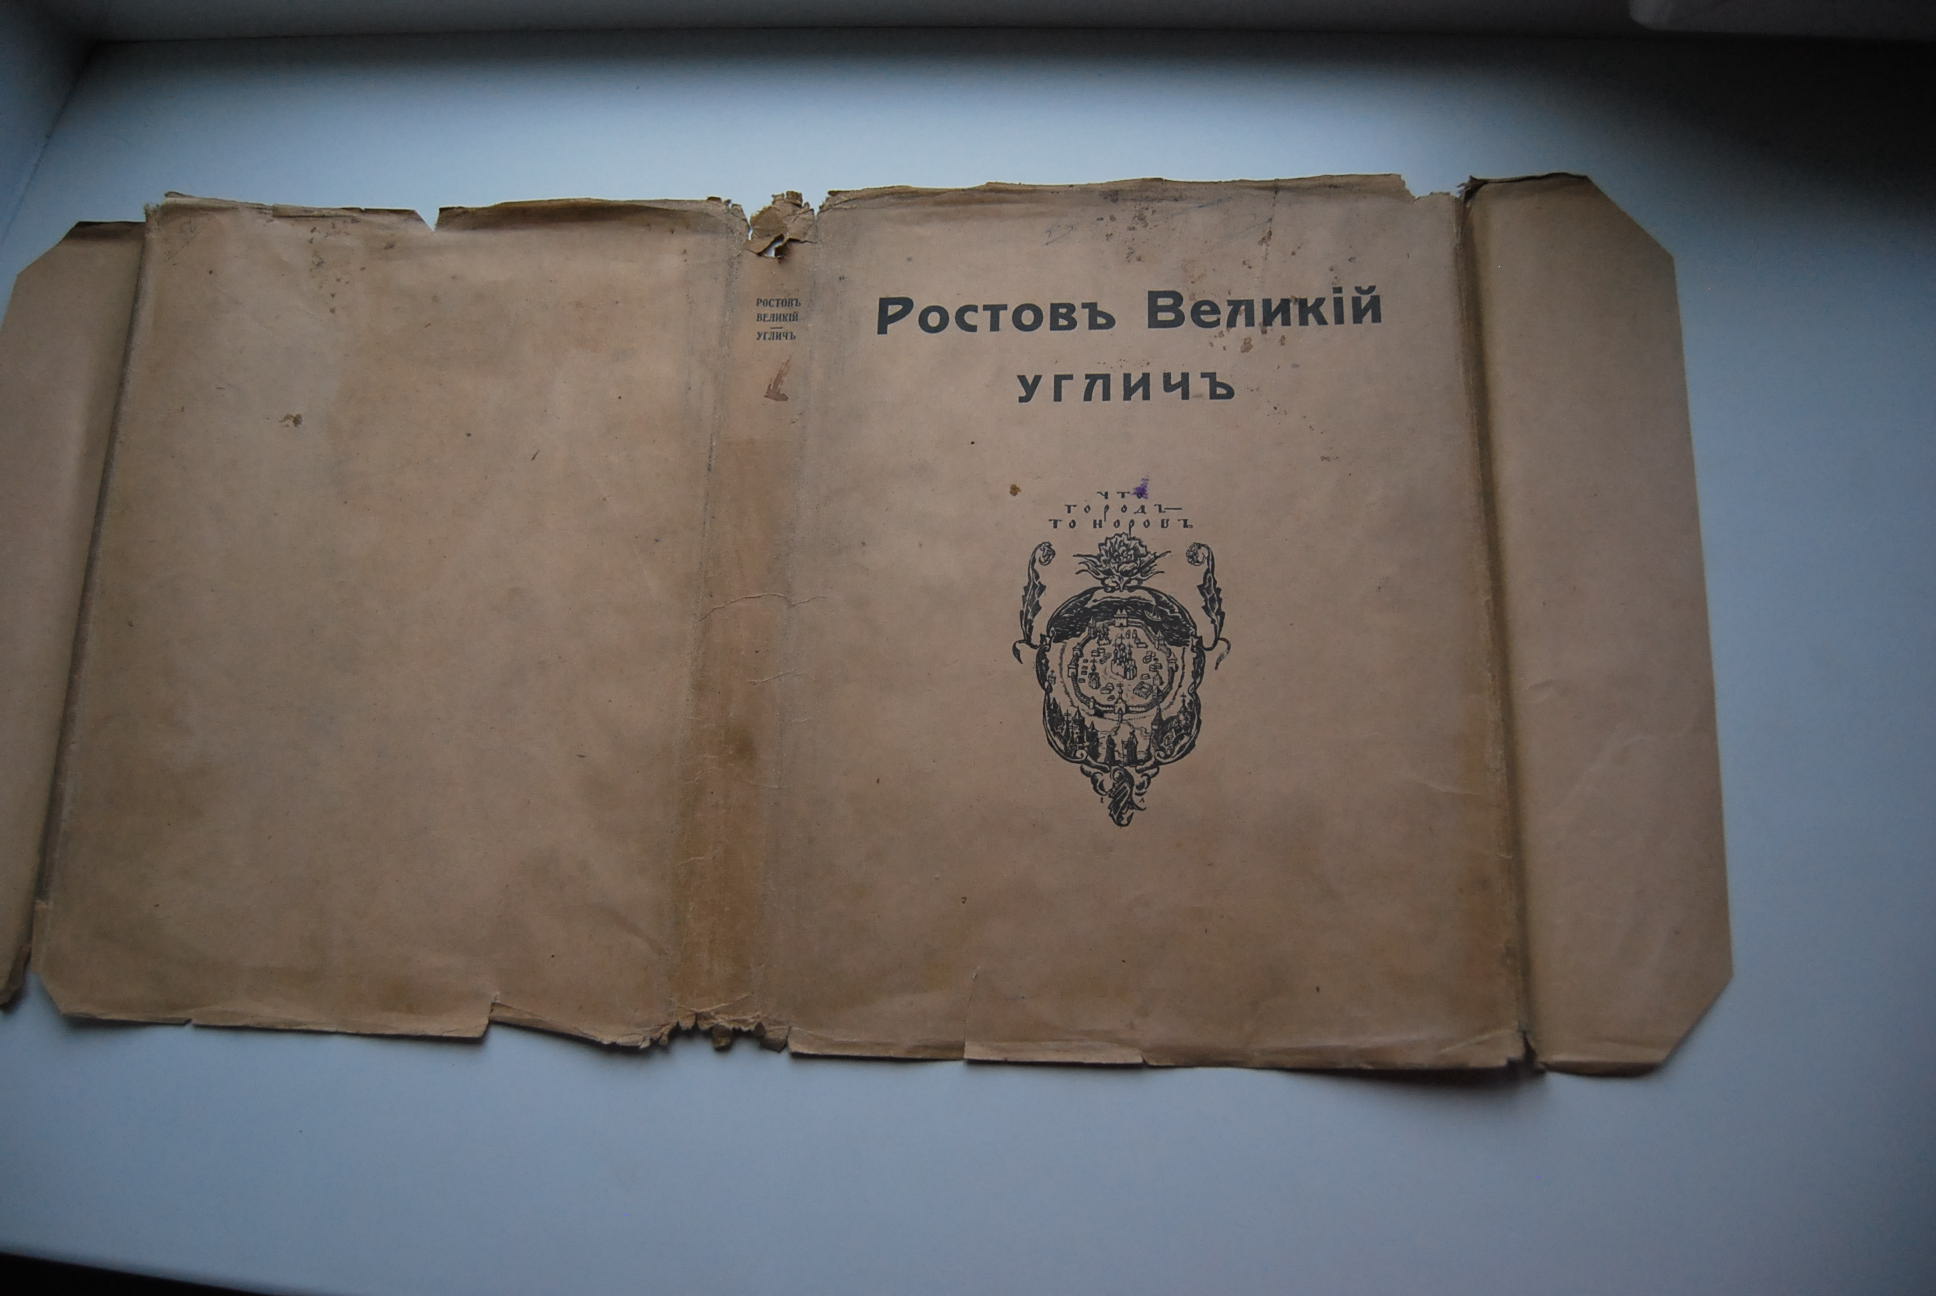 РОСТОВЪ
ВЕЛИКІЙ
УГЛИЧЪ
Ростовъ Великій
УГЛИЧЪ
ЧТО
ГОРОДЪ—
ТО НОРОВЪ